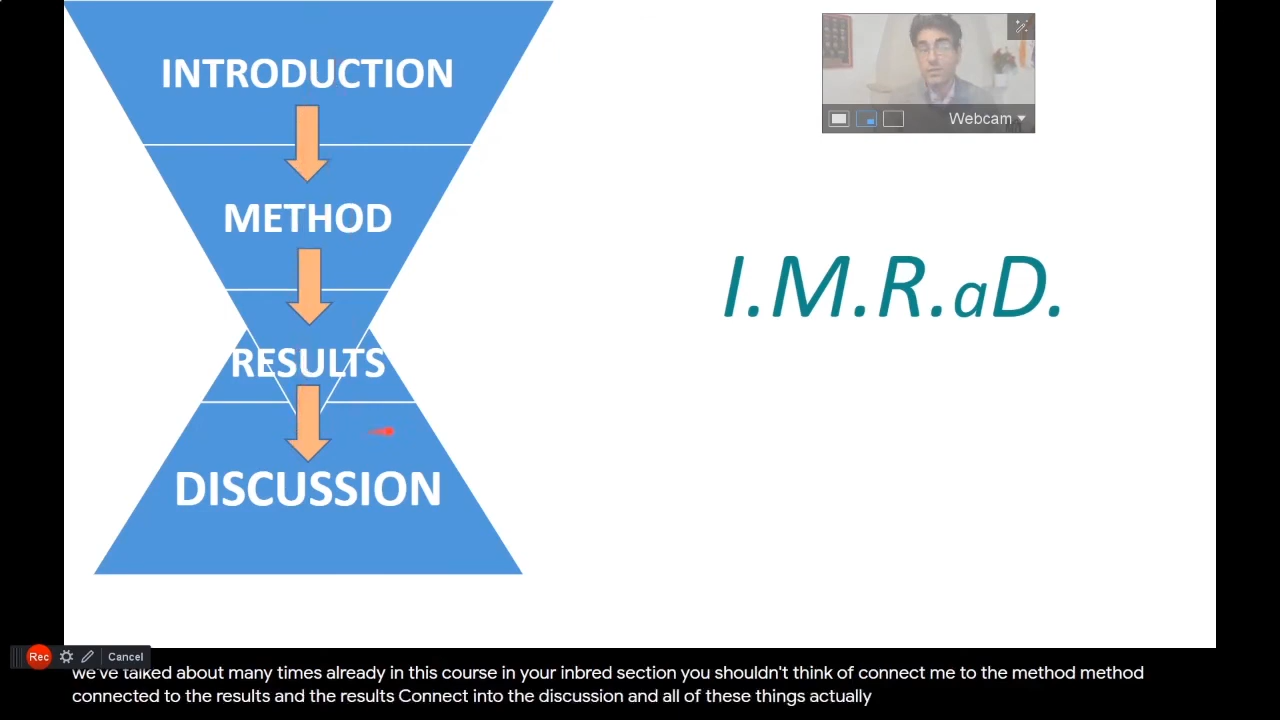 INTRODUCTION
METHOD
RESULTS
DISCUSSION
Webcam
I.M.R.aD.
Rec
Cancel
we've talked about many times already in this course in your inbred section you shouldn't think of connect me to the method method
connected to the results and the results Connect into the discussion and all of these things actually